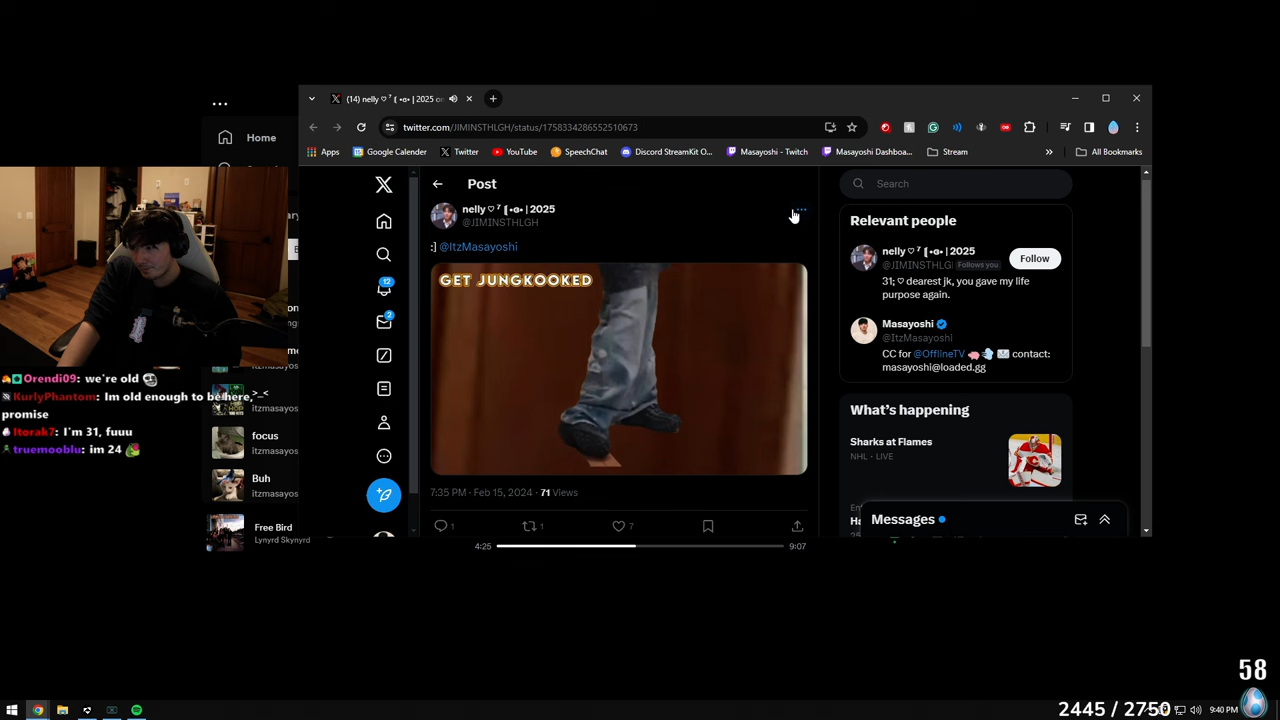 (14) nelly ♡ ⁷ ⟅ •ɞ• | 2025 on
twitter.com/JIMINSTHLGH/status/1758334286552510673
Apps
Google Calender
Twitter
YouTube
SpeechChat
Discord StreamKit O...
Masayoshi - Twitch
Masayoshi Dashboa...
Stream
»
All Bookmarks
Home
Post
nelly ♡ ⁷ ⟅ •ɞ• | 2025
@JIMINSTHLGH
:] @ItzMasayoshi
GET JUNGKOOKED
7:35 PM · Feb 15, 2024 · 71 Views
1
1
7
12
2
Search
Relevant people
nelly ♡ ⁷ ⟅ •ɞ• | 2025
@JIMINSTHLG Follows you
Follow
31; ♡ dearest jk, you gave my life
purpose again.
Masayoshi
@ItzMasayoshi
CC for @OfflineTV 🐷💨 ✉️ contact:
masayoshi@loaded.gg
What's happening
Sharks at Flames
NHL · LIVE
Messages
Orendi09: we're old
KurlyPhantom: Im old enough to be here,
promise
Itorak7: I'm 31, fuuu
truemooblu: im 24
>_<
itzmasayos
focus
itzmasayos
Buh
itzmasayos
Free Bird
Lynyrd Skynyrd
4:25
9:07
58
2445 / 2750
9:40 PM